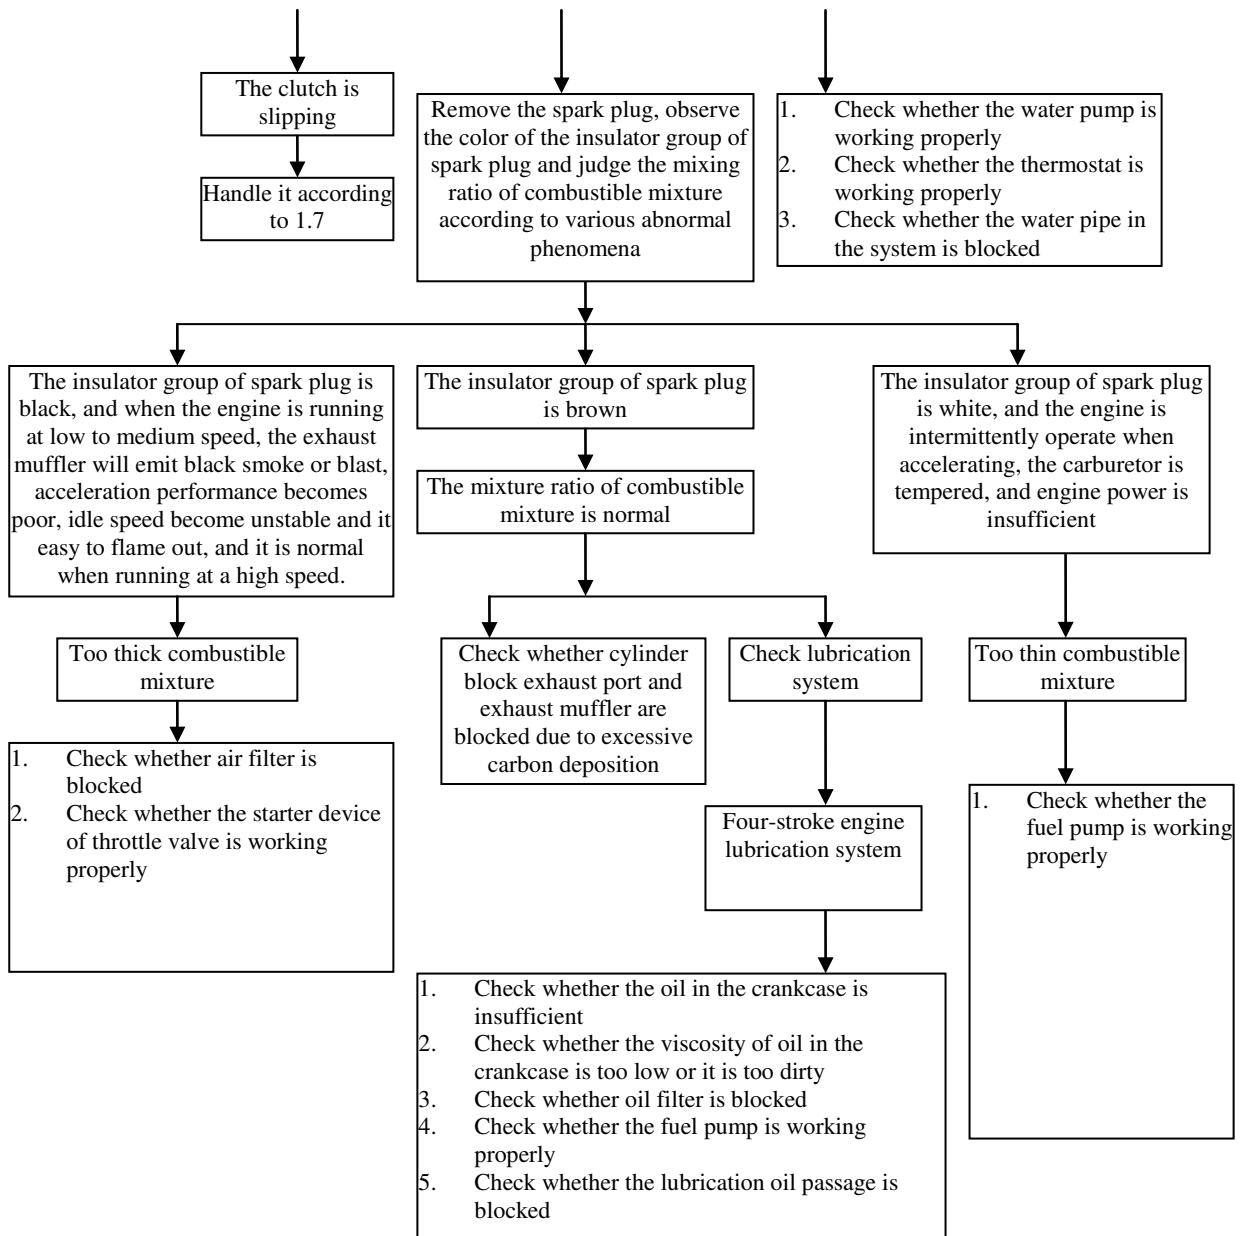 The clutch is
slipping
Handle it according
to 1.7
Remove the spark plug, observe
the color of the insulator group of
spark plug and judge the mixing
ratio of combustible mixture
according to various abnormal
phenomena
1. Check whether the water pump is
working properly
2. Check whether the thermostat is
working properly
3. Check whether the water pipe in
the system is blocked
The insulator group of spark plug is
black, and when the engine is running
at low to medium speed, the exhaust
muffler will emit black smoke or blast,
acceleration performance becomes
poor, idle speed become unstable and it
easy to flame out, and it is normal
when running at a high speed.
The insulator group of spark plug
is brown
The mixture ratio of combustible
mixture is normal
The insulator group of spark plug
is white, and the engine is
intermittently operate when
accelerating, the carburetor is
tempered, and engine power is
insufficient
Too thick combustible
mixture
Check whether cylinder
block exhaust port and
exhaust muffler are
blocked due to excessive
carbon deposition
Check lubrication
system
Too thin combustible
mixture
1. Check whether air filter is
blocked
2. Check whether the starter device
of throttle valve is working
properly
Four-stroke engine
lubrication system
1. Check whether the
fuel pump is working
properly
1. Check whether the oil in the crankcase is
insufficient
2. Check whether the viscosity of oil in the
crankcase is too low or it is too dirty
3. Check whether oil filter is blocked
4. Check whether the fuel pump is working
properly
5. Check whether the lubrication oil passage is
blocked